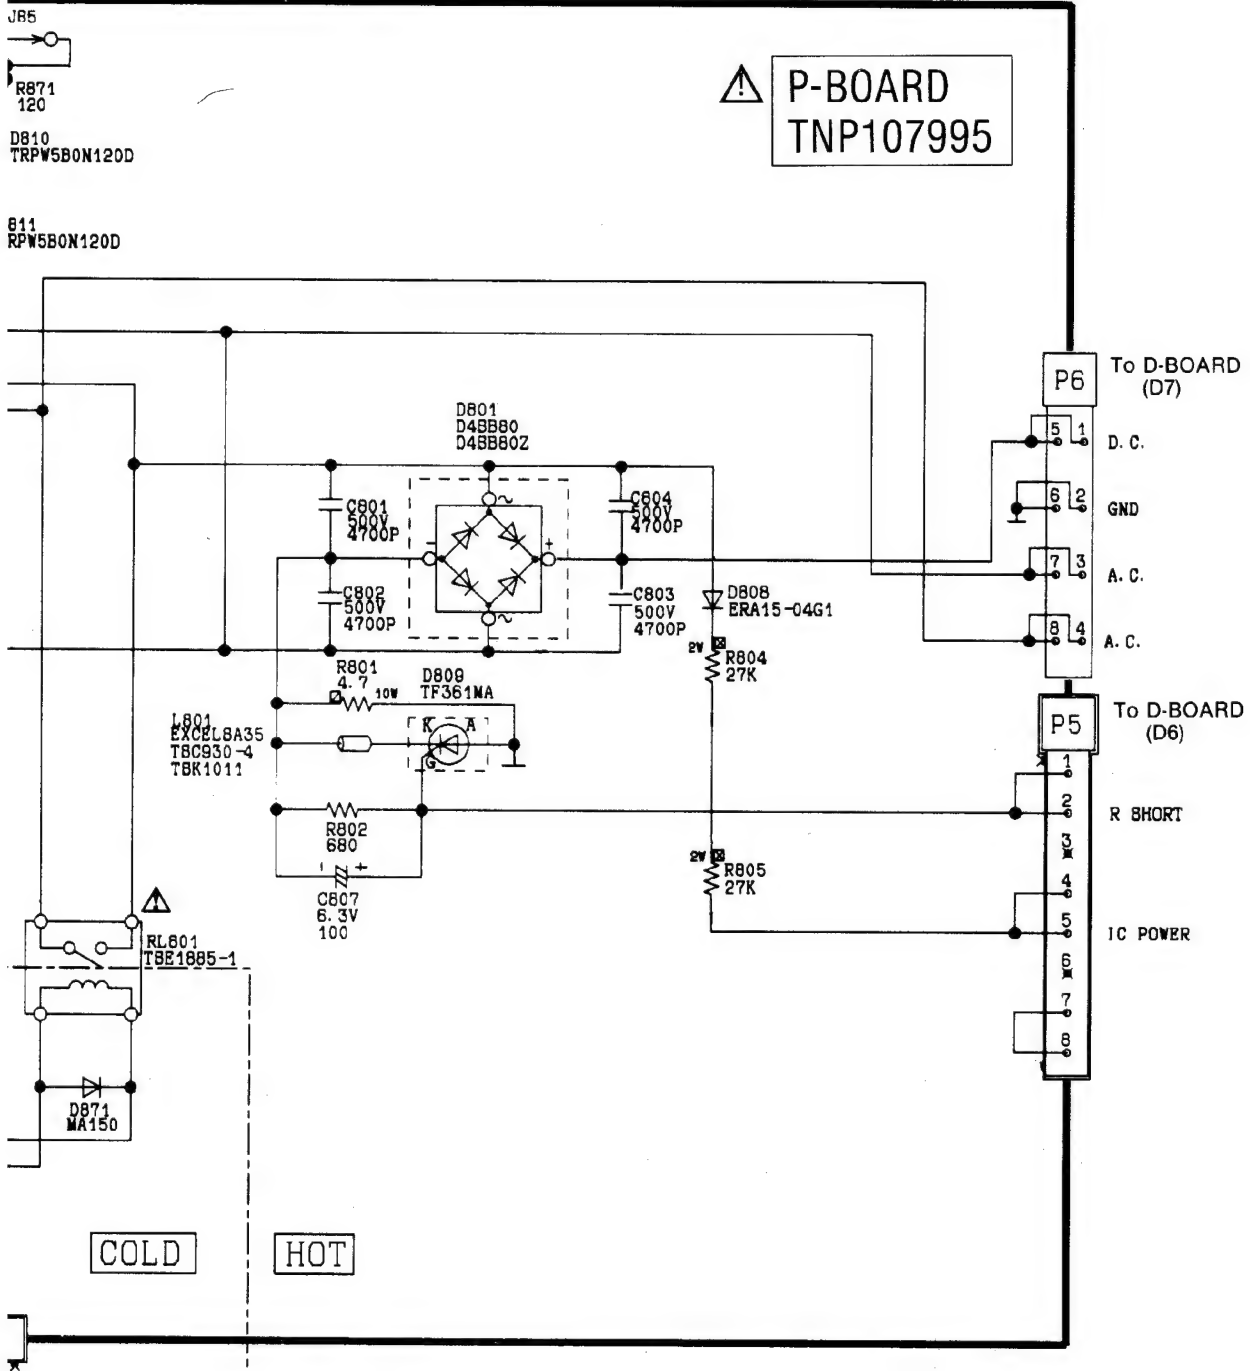 J85
R871
120
D810
TRPW5B0N120D
811
RPW5B0N120D
P-BOARD
TNP107995
P6
To D-BOARD
(D7)
5 1
D.C.
6 2
GND
7 3
A.C.
8 4
A.C.
D801
D4BB80
D4BB80Z
~
- +
~
C801
500V
4700P
C802
500V
4700P
C804
500V
4700P
C803
500V
4700P
D808
ERA15-04G1
2W
R804
27K
R801
4.7
10W
D809
TF361MA
K A
G
L801
EXCEL8A35
TSC930-4
TBK1011
R802
680
- +
C807
6.3V
100
2W
R805
27K
P5
To D-BOARD
(D6)
1
2
R SHORT
3
4
5
IC POWER
6
7
8
RL801
TSE1885-1
D871
MA150
COLD
HOT